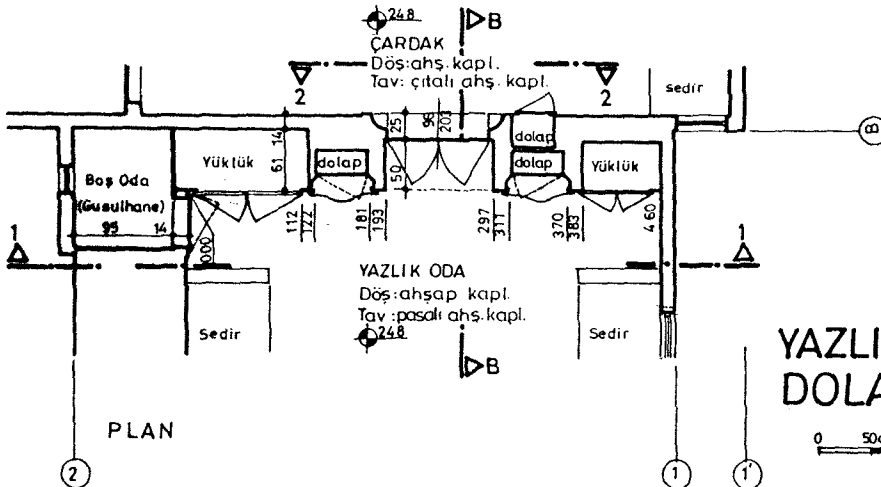 248
B
ÇARDAK
Döş:ahş.kapl.
Tav: çıtalı ahş. kapl.
2
2
sedir
14
61
25
96
203
50
B
Yüklük
dolap
dolap
dolap
Yüklük
Boş Oda
(Gusulhane)
95
14
000
112
122
181
193
297
311
370
383
460
1
1
YAZLIK ODA
Döş:ahşap kapl.
Tav:pasalı ahş.kapl.
248
Sedir
Sedir
B
YAZLI
DOLA
PLAN
0 50
2
1
1'